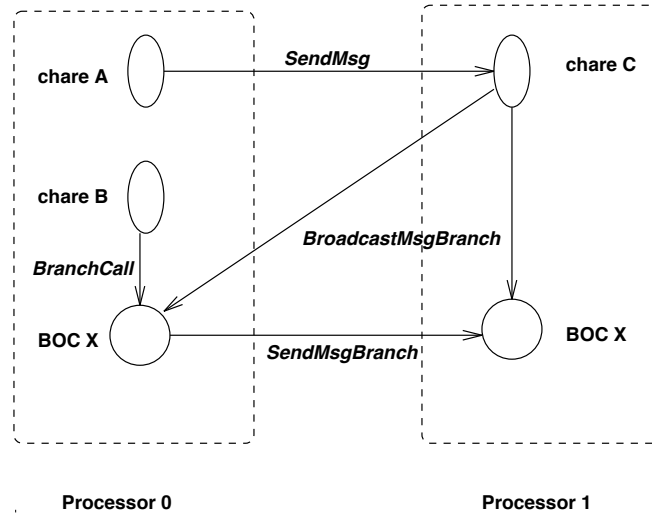 SendMsg
chare A
chare C
chare B
BroadcastMsgBranch
BranchCall
BOC X
BOC X
SendMsgBranch
Processor 0
Processor 1